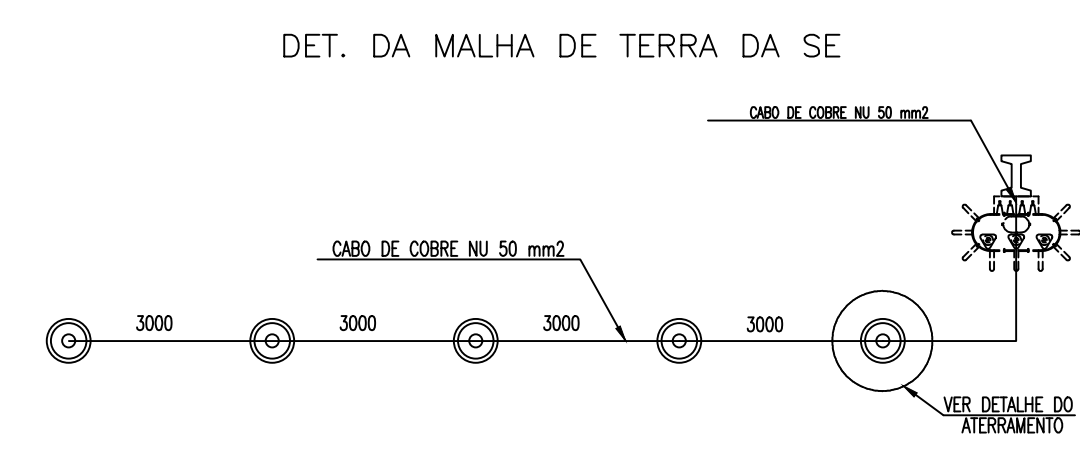 DET. DA MALHA DE TERRA DA SE
CABO DE COBRE NU 50 mm2
CABO DE COBRE NU 50 mm2
3000
3000
3000
3000
VER DETALHE DO
ATERRAMENTO